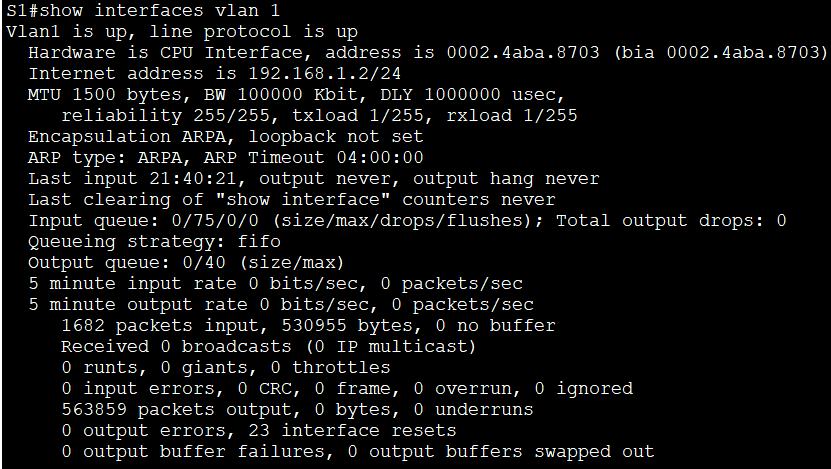 S1#show interfaces vlan 1
Vlan1 is up, line protocol is up
Hardware is CPU Interface, address is 0002.4aba.8703 (bia 0002.4aba.8703)
Internet address is 192.168.1.2/24
MTU 1500 bytes, BW 100000 Kbit, DLY 1000000 usec,
reliability 255/255, txload 1/255, rxload 1/255
Encapsulation ARPA, loopback not set
ARP type: ARPA, ARP Timeout 04:00:00
Last input 21:40:21, output never, output hang never
Last clearing of "show interface" counters never
Input queue: 0/75/0/0 (size/max/drops/flushes); Total output drops: 0
Queueing strategy: fifo
Output queue: 0/40 (size/max)
5 minute input rate 0 bits/sec, 0 packets/sec
5 minute output rate 0 bits/sec, 0 packets/sec
1682 packets input, 530955 bytes, 0 no buffer
Received 0 broadcasts (0 IP multicast)
0 runts, 0 giants, 0 throttles
0 input errors, 0 CRC, 0 frame, 0 overrun, 0 ignored
563859 packets output, 0 bytes, 0 underruns
0 output errors, 23 interface resets
0 output buffer failures, 0 output buffers swapped out